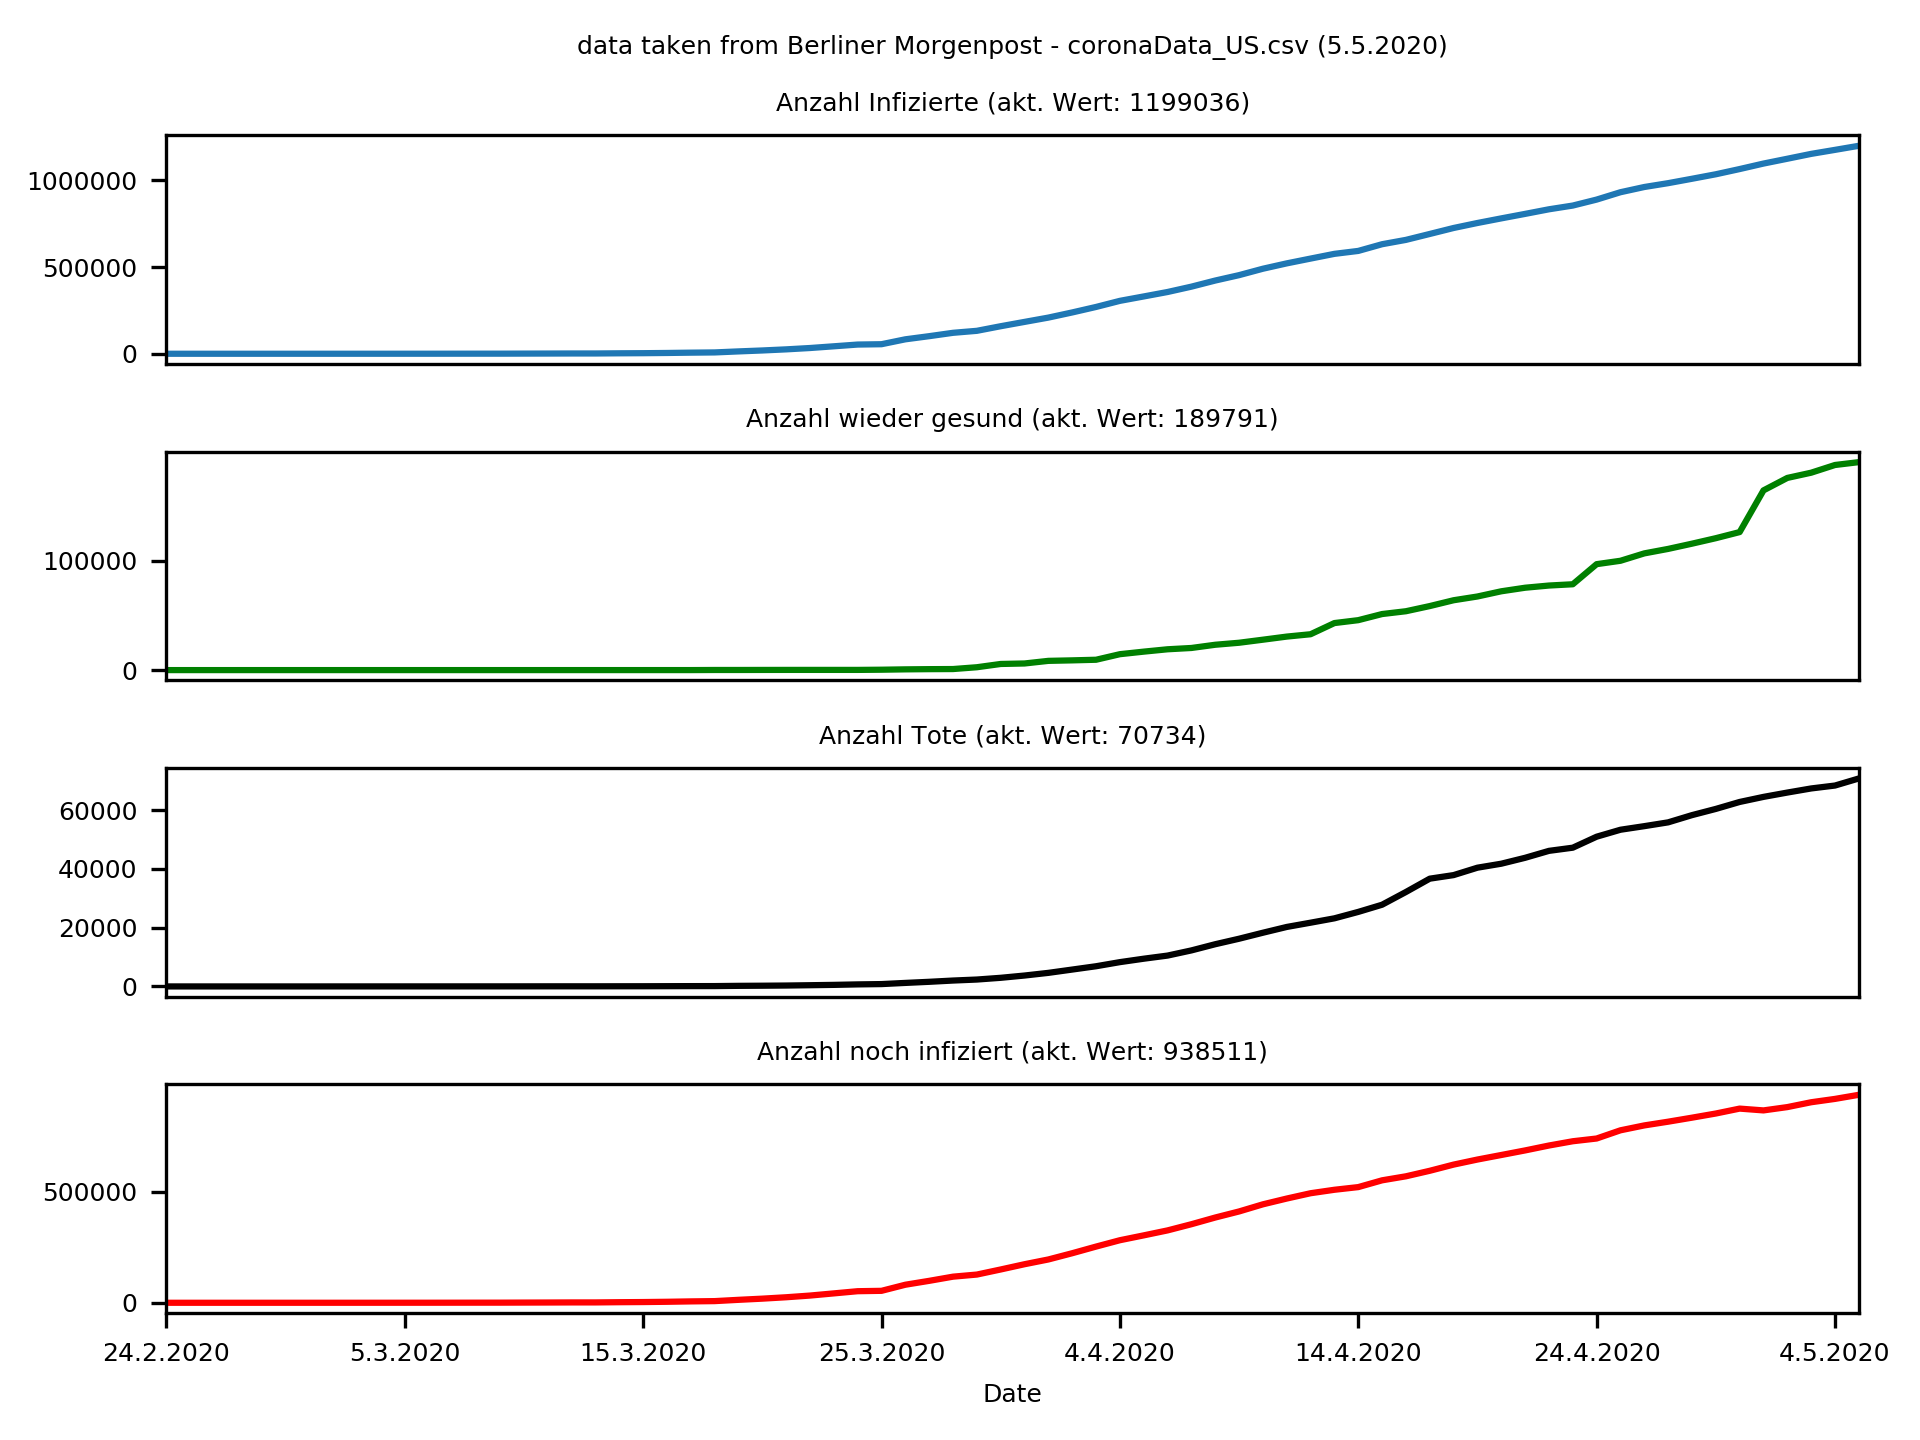 data taken from Berliner Morgenpost - coronaData_US.csv (5.5.2020)
Anzahl Infizierte (akt. Wert: 1199036)
1000000
500000
0
Anzahl wieder gesund (akt. Wert: 189791)
100000
0
Anzahl Tote (akt. Wert: 70734)
60000
40000
20000
0
Anzahl noch infiziert (akt. Wert: 938511)
500000
0
24.2.2020 5.3.2020 15.3.2020 25.3.2020 4.4.2020 14.4.2020 24.4.2020 4.5.2020
Date